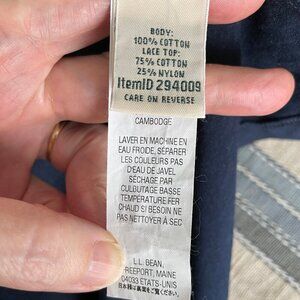 BODY:
100% COTTON
LACE TOP:
75% COTTON
25% NYLON
ItemID 294009
CARE ON REVERSE
CAMBODGE
LAVER EN MACHINE EN
EAU FROIDE, SÉPARER
LES COULEURS PAS
D'EAU DE JAVEL
SÉCHAGE PAR
CULBUTAGE BASSE
TEMPERATURE.FER
CHAUD SI BESOIN NE
PAS NETTOYER À SEC
L.L. BEAN,
FREEPORT, MAINE
04033 ETATS-UNIS